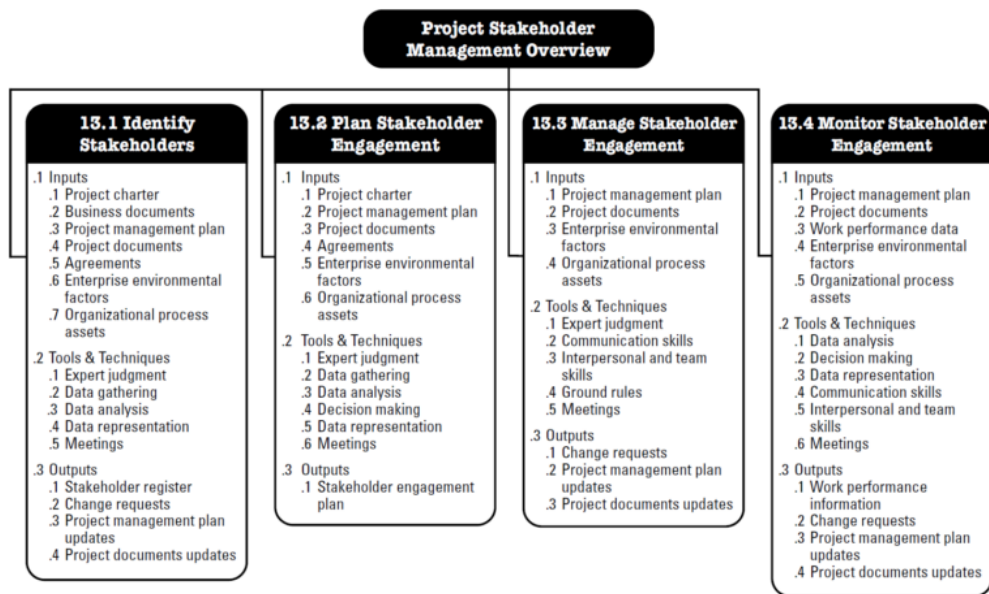 Project Stakeholder
Management Overview
13.1 Identify
Stakeholders
.1 Inputs
.1 Project charter
.2 Business documents
.3 Project management plan
.4 Project documents
.5 Agreements
.6 Enterprise environmental
factors
.7 Organizational process
assets
.2 Tools & Techniques
.1 Expert judgment
.2 Data gathering
.3 Data analysis
.4 Data representation
.5 Meetings
.3 Outputs
.1 Stakeholder register
.2 Change requests
.3 Project management plan
updates
.4 Project documents updates
13.2 Plan Stakeholder
Engagement
.1 Inputs
.1 Project charter
.2 Project management plan
.3 Project documents
.4 Agreements
.5 Enterprise environmental
factors
.6 Organizational process
assets
.2 Tools & Techniques
.1 Expert judgment
.2 Data gathering
.3 Data analysis
.4 Decision making
.5 Data representation
.6 Meetings
.3 Outputs
.1 Stakeholder engagement
plan
13.3 Manage Stakeholder
Engagement
.1 Inputs
.1 Project management plan
.2 Project documents
.3 Enterprise environmental
factors
.4 Organizational process
assets
.2 Tools & Techniques
.1 Expert judgment
.2 Communication skills
.3 Interpersonal and team
skills
.4 Ground rules
.5 Meetings
.3 Outputs
.1 Change requests
.2 Project management plan
updates
.3 Project documents updates
13.4 Monitor Stakeholder
Engagement
.1 Inputs
.1 Project management plan
.2 Project documents
.3 Work performance data
.4 Enterprise environmental
factors
.5 Organizational process
assets
.2 Tools & Techniques
.1 Data analysis
.2 Decision making
.3 Data representation
.4 Communication skills
.5 Interpersonal and team
skills
.6 Meetings
.3 Outputs
.1 Work performance
information
.2 Change requests
.3 Project management plan
updates
.4 Project documents updates